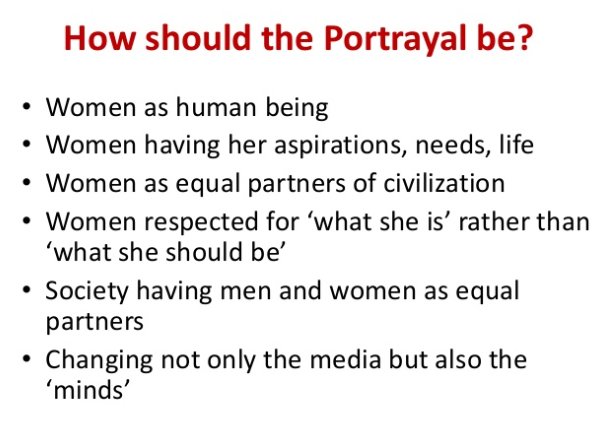 How should the Portrayal be?
• Women as human being
• Women having her aspirations, needs, life
• Women as equal partners of civilization
• Women respected for ‘what she is’ rather than
‘what she should be’
• Society having men and women as equal
partners
• Changing not only the media but also the
‘minds’